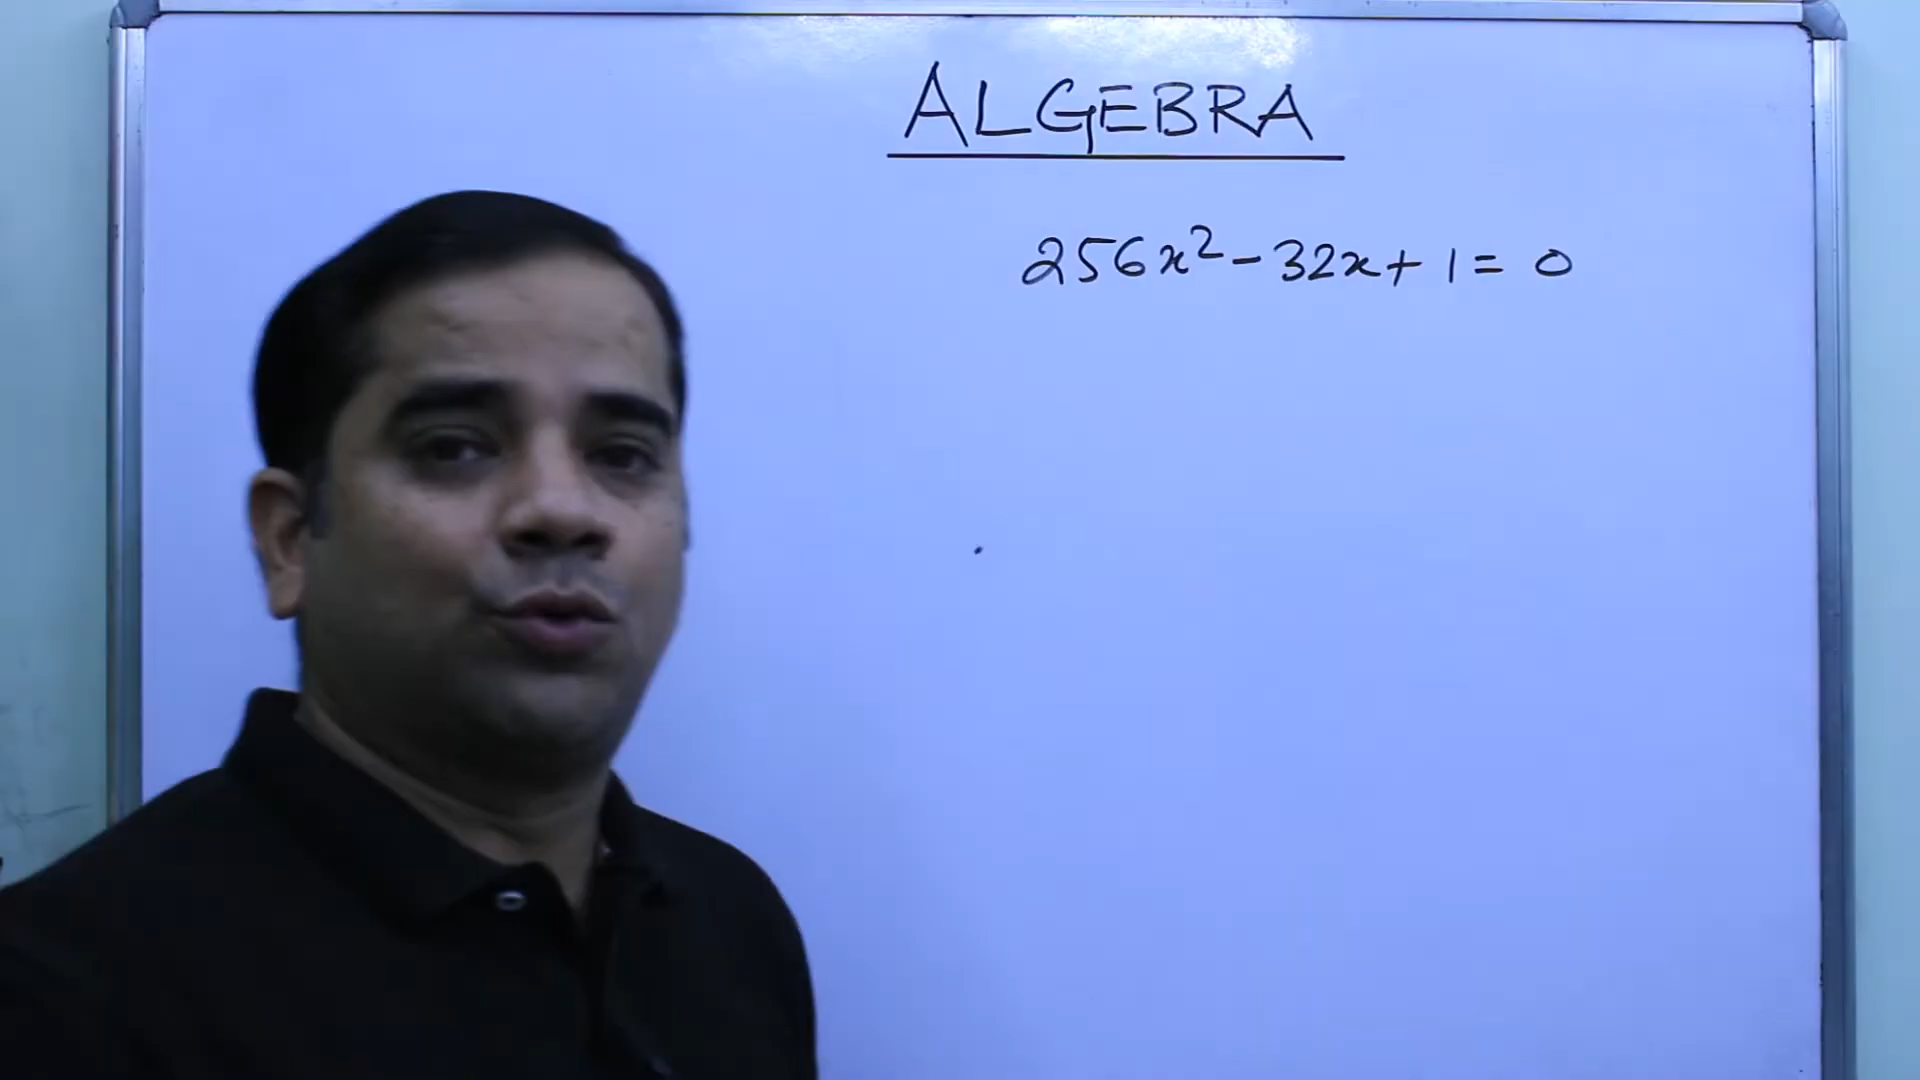 ALGEBRA
256x² - 32x + 1 = 0